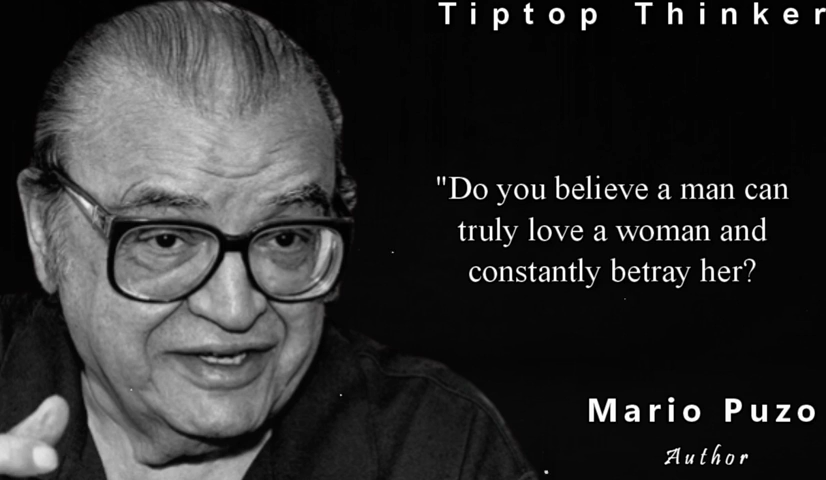 Tiptop Thinker
"Do you believe a man can
truly love a woman and
constantly betray her?
Mario Puzo
Author